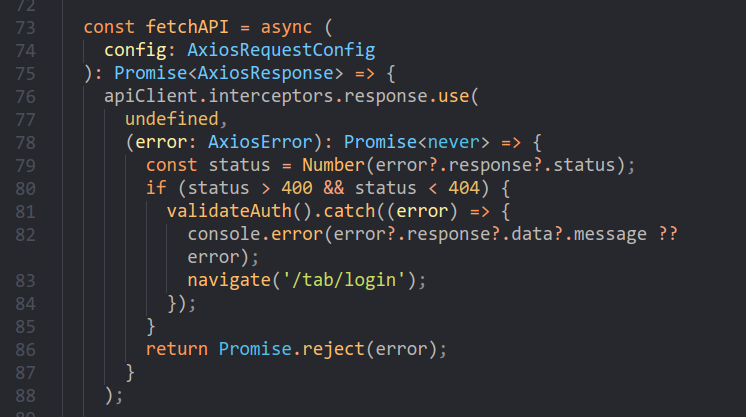 72
73 const fetchAPI = async (
74 config: AxiosRequestConfig
75 ): Promise<AxiosResponse> => {
76 apiClient.interceptors.response.use(
77 undefined,
78 (error: AxiosError): Promise<never> => {
79 const status = Number(error?.response?.status);
80 if (status > 400 && status < 404) {
81 validateAuth().catch((error) => {
82 console.error(error?.response?.data?.message ??
error);
83 navigate('/tab/login');
84 });
85 }
86 return Promise.reject(error);
87 }
88 );